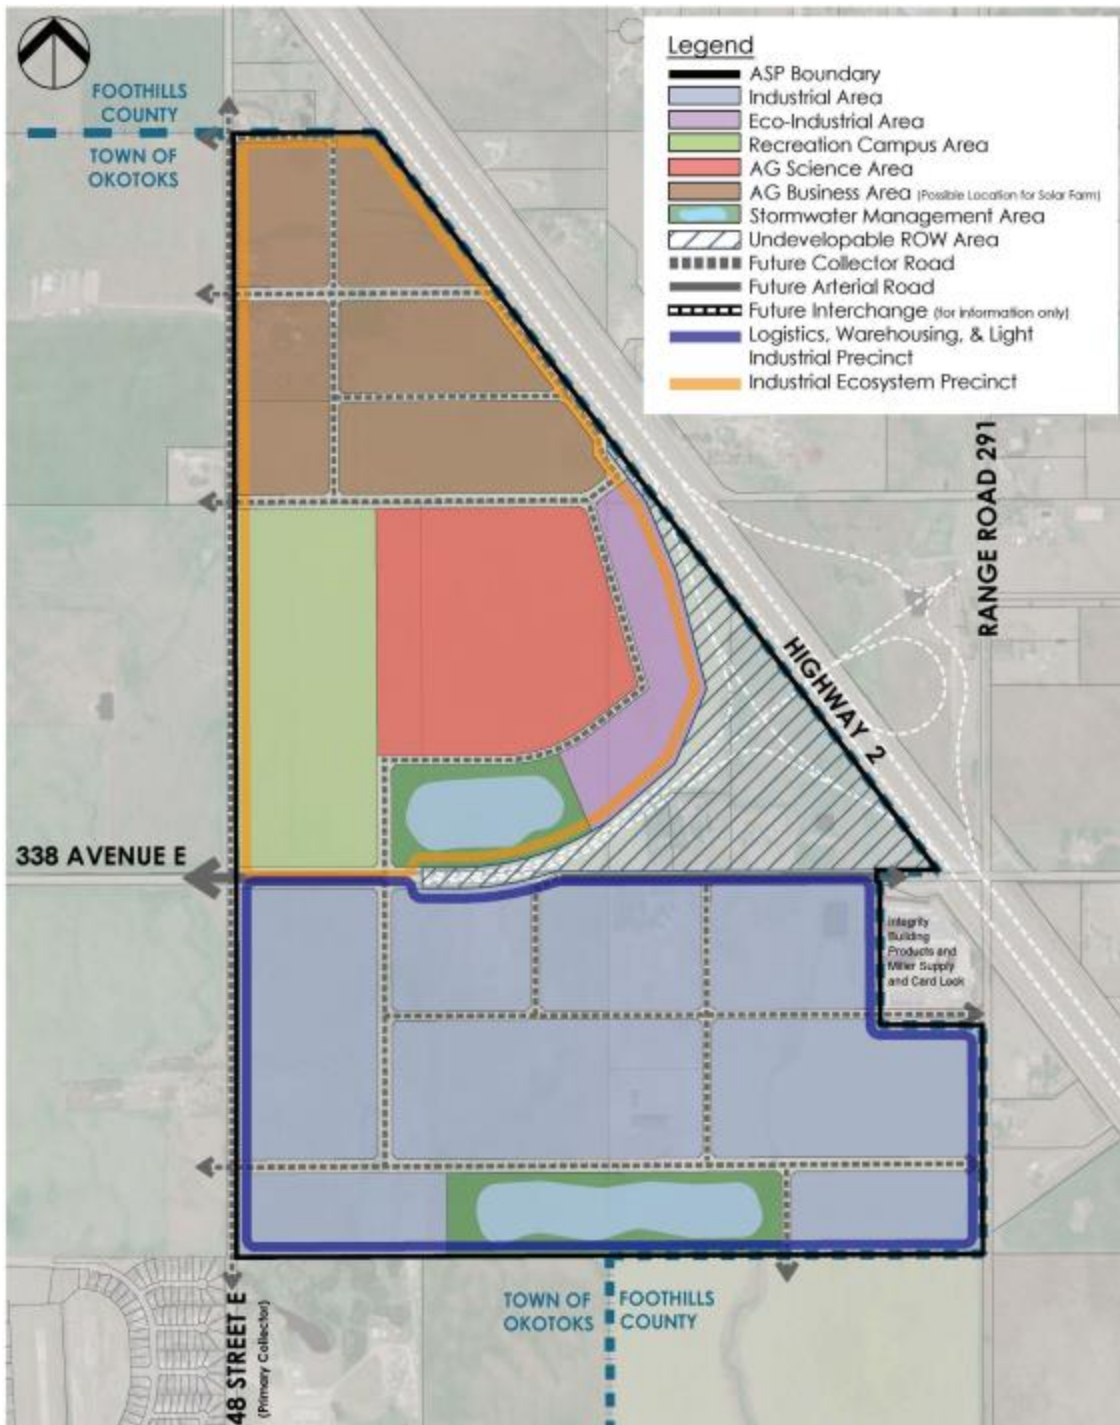 FOOTHILLS
COUNTY
TOWN OF
OKOTOKS
Legend
ASP Boundary
Industrial Area
Eco-Industrial Area
Recreation Campus Area
AG Science Area
AG Business Area (Possible Location for Solar Farm)
Stormwater Management Area
Undevelopable ROW Area
Future Collector Road
Future Arterial Road
Future Interchange (for information only)
Logistics, Warehousing, & Light
Industrial Precinct
Industrial Ecosystem Precinct
RANGE ROAD 291
HIGHWAY 2
338 AVENUE E
Integrity
Building
Products and
Miller Supply
and Card Lock
TOWN OF
OKOTOKS
FOOTHILLS
COUNTY
48 STREET E
(Primary Collector)